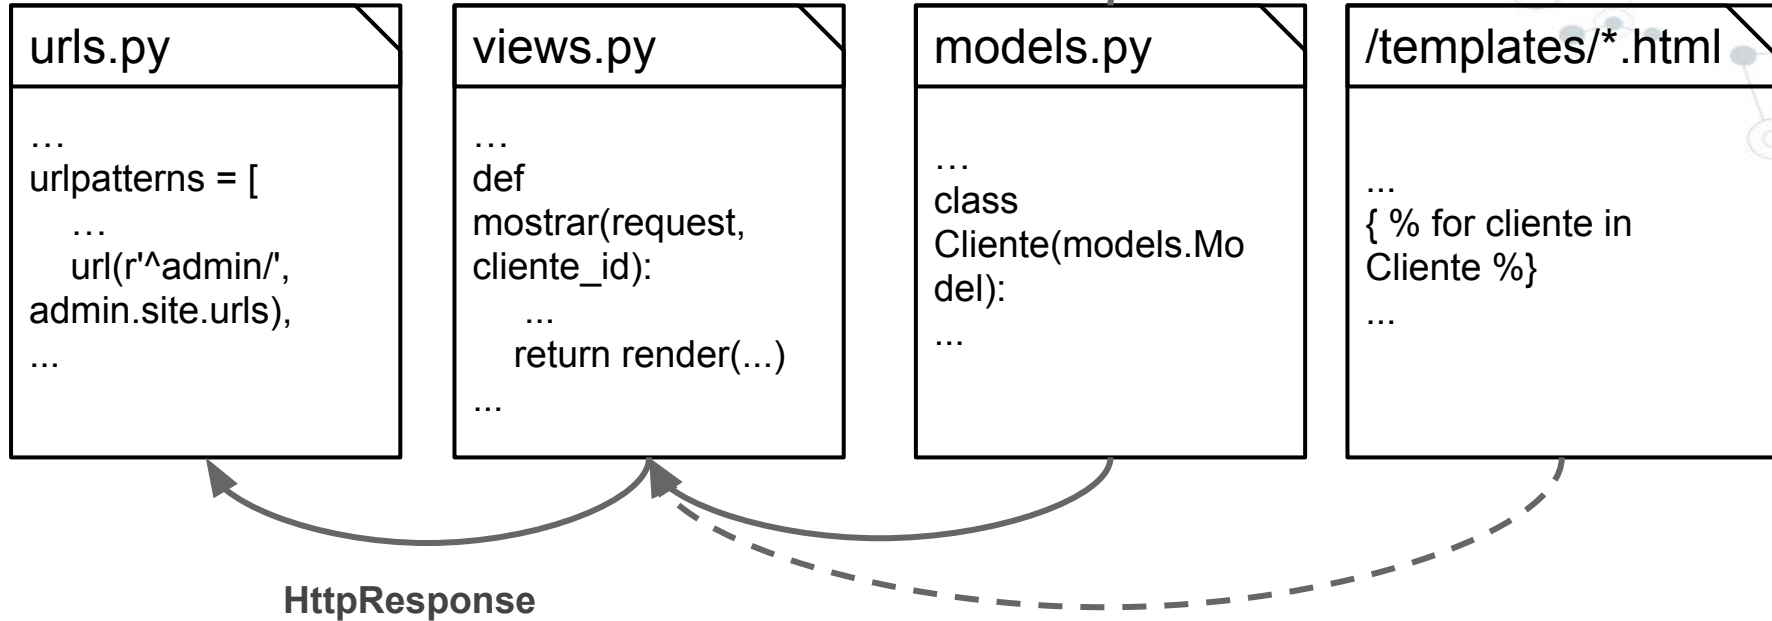 urls.py
…
urlpatterns = [
…
url(r'^admin/',
admin.site.urls),
...
views.py
…
def
mostrar(request,
cliente_id):
...
return render(...)
...
models.py
…
class
Cliente(models.Mo
del):
...
/templates/*.html
...
{ % for cliente in
Cliente %}
...
HttpResponse